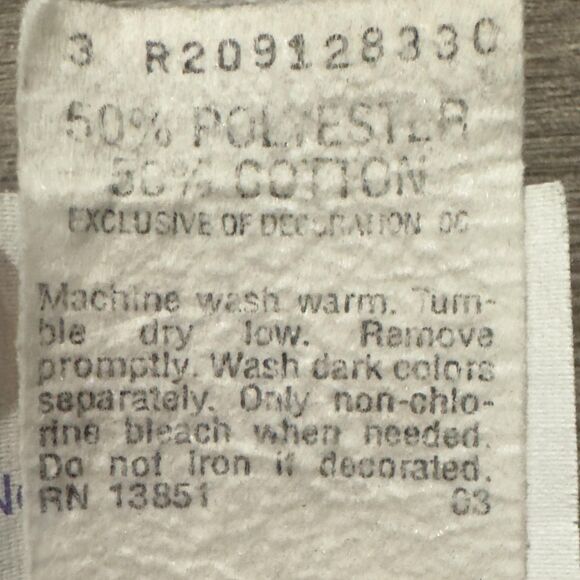 3 R209128330
50% POLYESTER
50% COTTON
EXCLUSIVE OF DECORATION 00
Machine wash warm. Tum-
ble dry low. Remove
promptly. Wash dark colors
separately. Only non-chlo-
rine bleach when needed.
Do not iron if decorated.
RN 13851 03